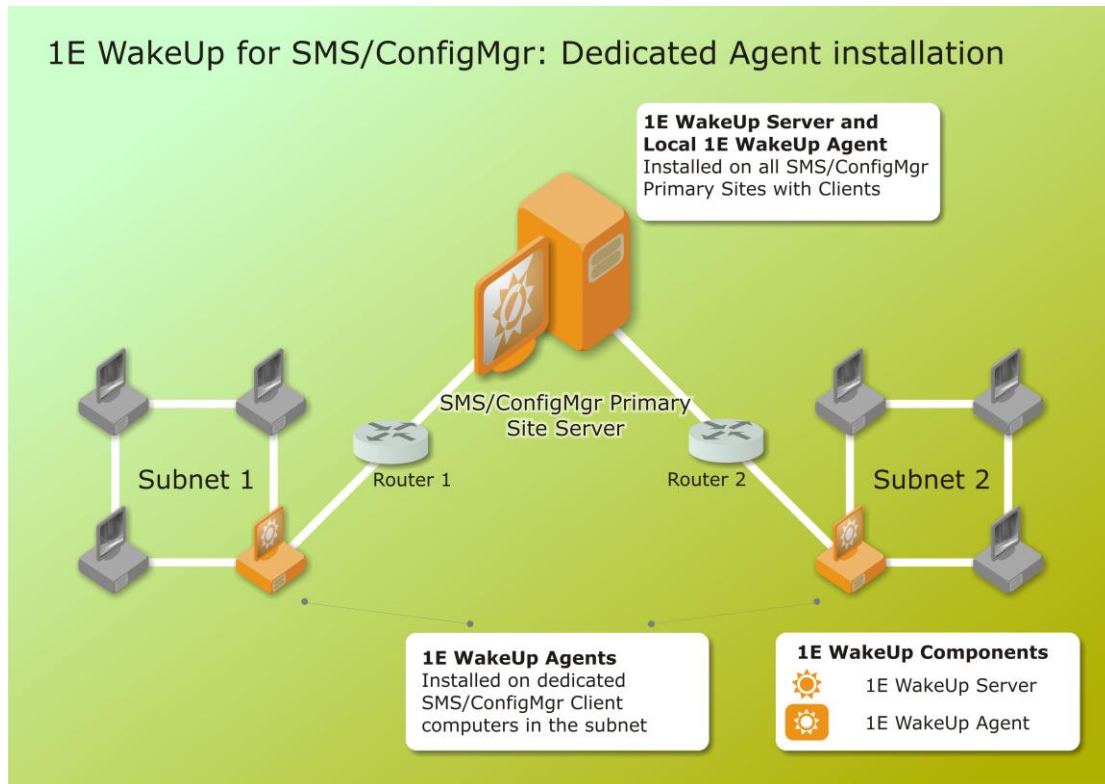 1E WakeUp for SMS/ConfigMgr: Dedicated Agent installation
1E WakeUp Server and
Local 1E WakeUp Agent
Installed on all SMS/ConfigMgr
Primary Sites with Clients
SMS/ConfigMgr Primary
Site Server
Subnet 1
Router 1
Router 2
Subnet 2
1E WakeUp Agents
Installed on dedicated
SMS/ConfigMgr Client
computers in the subnet
1E WakeUp Components
1E WakeUp Server
1E WakeUp Agent